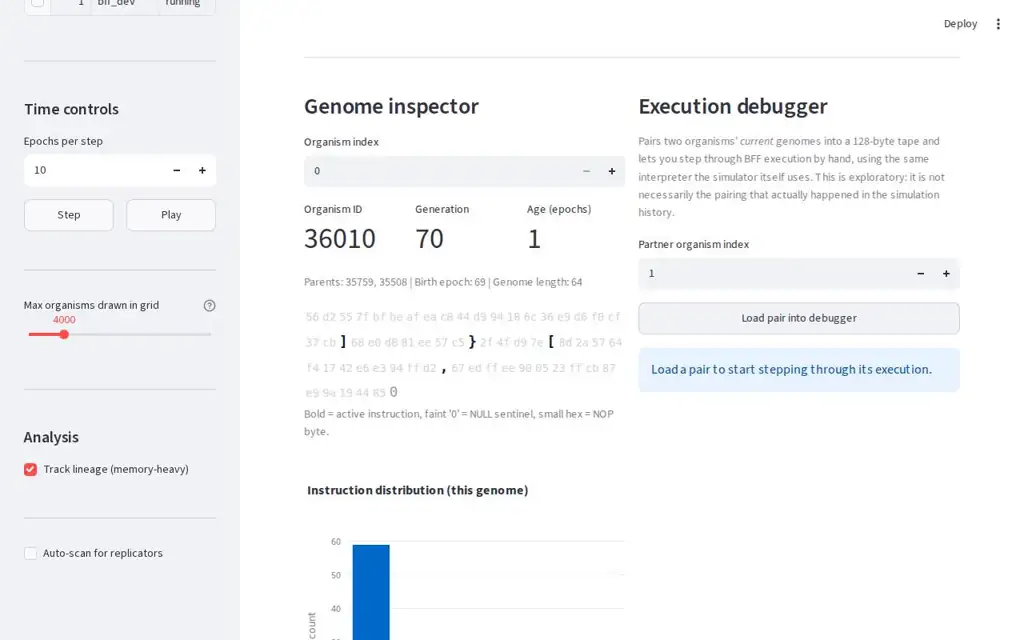 1 bff_dev running
Deploy
Time controls
Epochs per step
10
Step Play
Max organisms drawn in grid
4000
Analysis
Track lineage (memory-heavy)
Auto-scan for replicators
Genome inspector
Organism index
0
Organism ID Generation Age (epochs)
36010 70 1
Parents: 35759, 35508 | Birth epoch: 69 | Genome length: 64
56 d2 55 7f bf be af ea c8 44 d9 94 18 6c 36 e9 d6 f0 cf
37 cb ] 68 e0 d8 81 ee 57 c5 } 2f 4f d9 7e [ 8d 2a 57 64
f4 17 42 e6 e3 94 ff d2 , 67 ed ff ee 90 05 23 ff cb 87
e9 9a 19 44 85 0
Bold = active instruction, faint '0' = NULL sentinel, small hex = NOP
byte.
Instruction distribution (this genome)
60
50
40
count
Execution debugger
Pairs two organisms' current genomes into a 128-byte tape and
lets you step through BFF execution by hand, using the same
interpreter the simulator itself uses. This is exploratory: it is not
necessarily the pairing that actually happened in the simulation
history.
Partner organism index
1
Load pair into debugger
Load a pair to start stepping through its execution.